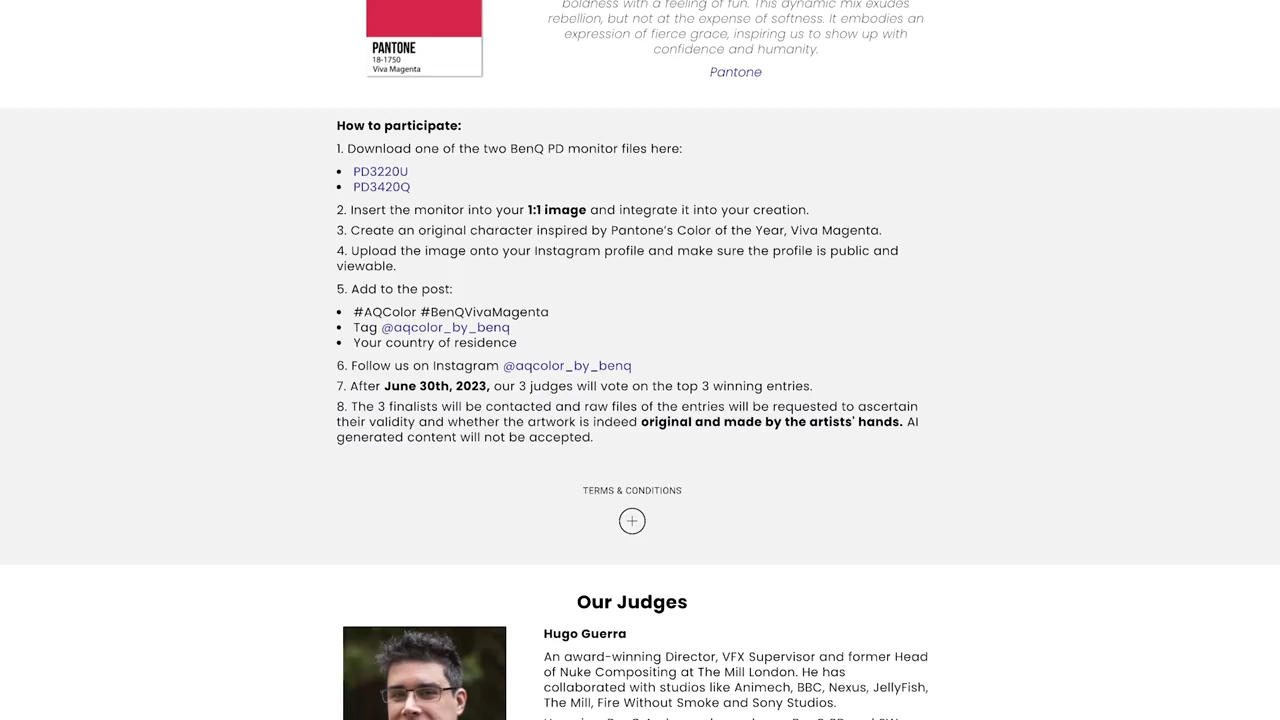 boldness with a feeling of fun. This dynamic mix exudes
rebellion, but not at the expense of softness. It embodies an
expression of fierce grace, inspiring us to show up with
confidence and humanity.
Pantone
PANTONE
18-1750
Viva Magenta
How to participate:
1. Download one of the two BenQ PD monitor files here:
• PD3220U
• PD3420Q
2. Insert the monitor into your 1:1 image and integrate it into your creation.
3. Create an original character inspired by Pantone's Color of the Year, Viva Magenta.
4. Upload the image onto your Instagram profile and make sure the profile is public and
viewable.
5. Add to the post:
• #AQColor #BenQVivaMagenta
• Tag @aqcolor_by_benq
• Your country of residence
6. Follow us on Instagram @aqcolor_by_benq
7. After June 30th, 2023, our 3 judges will vote on the top 3 winning entries.
8. The 3 finalists will be contacted and raw files of the entries will be requested to ascertain
their validity and whether the artwork is indeed original and made by the artists' hands. AI
generated content will not be accepted.
TERMS & CONDITIONS
Our Judges
Hugo Guerra
An award-winning Director, VFX Supervisor and former Head
of Nuke Compositing at The Mill London. He has
collaborated with studios like Animech, BBC, Nexus, JellyFish,
The Mill, Fire Without Smoke and Sony Studios.